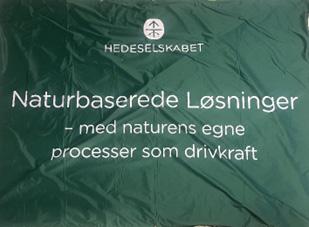 HEDESELSKABET
Naturbaserede Løsninger
– med naturens egne
processer som drivkraft